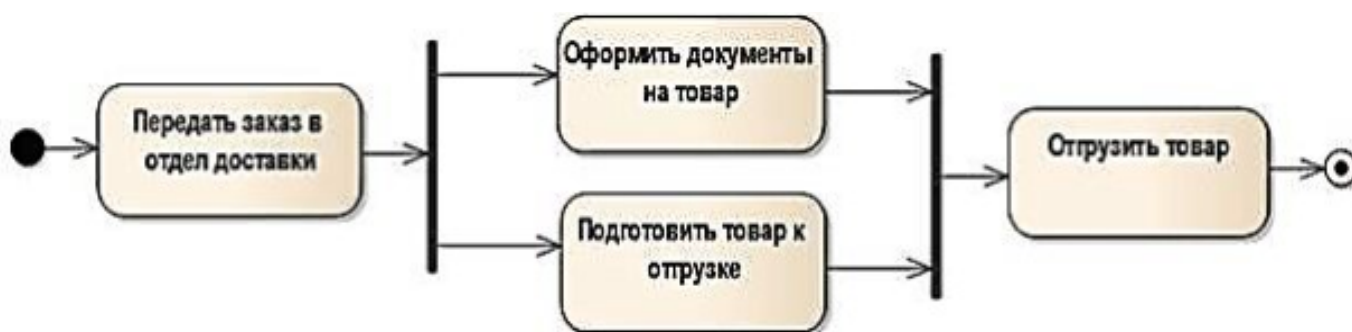 Передать заказ в
отдел доставки
Оформить документы
на товар
Подготовить товар к
отгрузке
Отгрузить товар